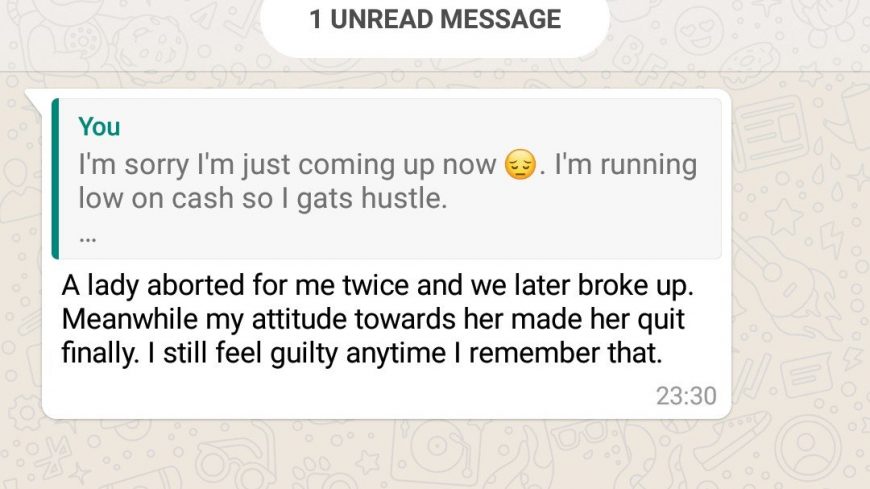 1 UNREAD MESSAGE
You
I'm sorry I'm just coming up now 😔. I'm running
low on cash so I gats hustle.
...
A lady aborted for me twice and we later broke up.
Meanwhile my attitude towards her made her quit
finally. I still feel guilty anytime I remember that.
23:30